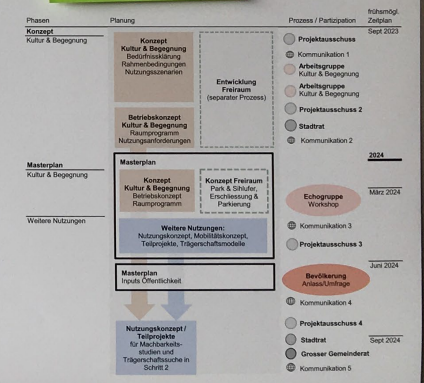 Phasen
Planung
Prozess / Partizipation
frühsmögl.
Zeitplan
Konzept
Kultur & Begegnung
Konzept
Kultur & Begegnung
Bedürfnissklärung
Rahmenbedingungen
Nutzungsszenarien
Entwicklung
Freiraum
(separater Prozess)
Betriebskonzept
Kultur & Begegnung
Raumprogramm
Nutzungsanforderungen
Sept 2023
Projektausschuss
Kommunikation 1
Arbeitsgruppe
Kultur & Begegnung
Arbeitsgruppe
Kultur & Begegnung
Projektausschuss 2
Stadtrat
Kommunikation 2
2024
Masterplan
Kultur & Begegnung
Weitere Nutzungen
Masterplan
Konzept
Kultur & Begegnung
Betriebskonzept
Raumprogramm
Konzept Freiraum
Park & Sihlufer,
Erschliessung &
Parkierung
Weitere Nutzungen:
Nutzungskonzept, Mobilitätskonzept,
Teilprojekte, Trägerschaftsmodelle
März 2024
Echogruppe
Workshop
Kommunikation 3
Projektausschuss 3
Juni 2024
Masterplan
Inputs Öffentlichkeit
Bevölkerung
Anlass/Umfrage
Kommunikation 4
Nutzungskonzept /
Teilprojekte
für Machbarkeits-
studien und
Trägerschaftssuche in
Schritt 2
Projektausschuss 4
Stadtrat
Sept 2024
Grosser Gemeinderat
Kommunikation 5